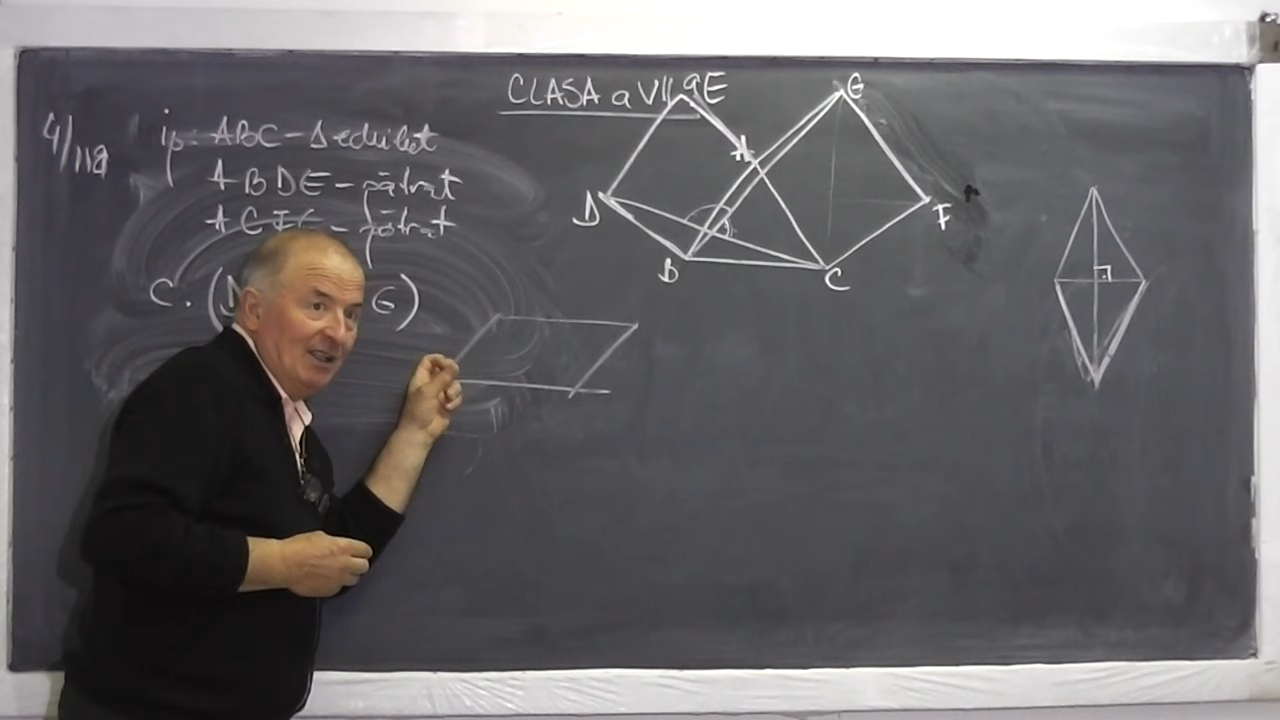 CLASA a VII a E
4/118 ip: ABC - Δ echilat
ABDE - pătrat
ACFG - pătrat
C. ( G)
G
A
D
F
B
C